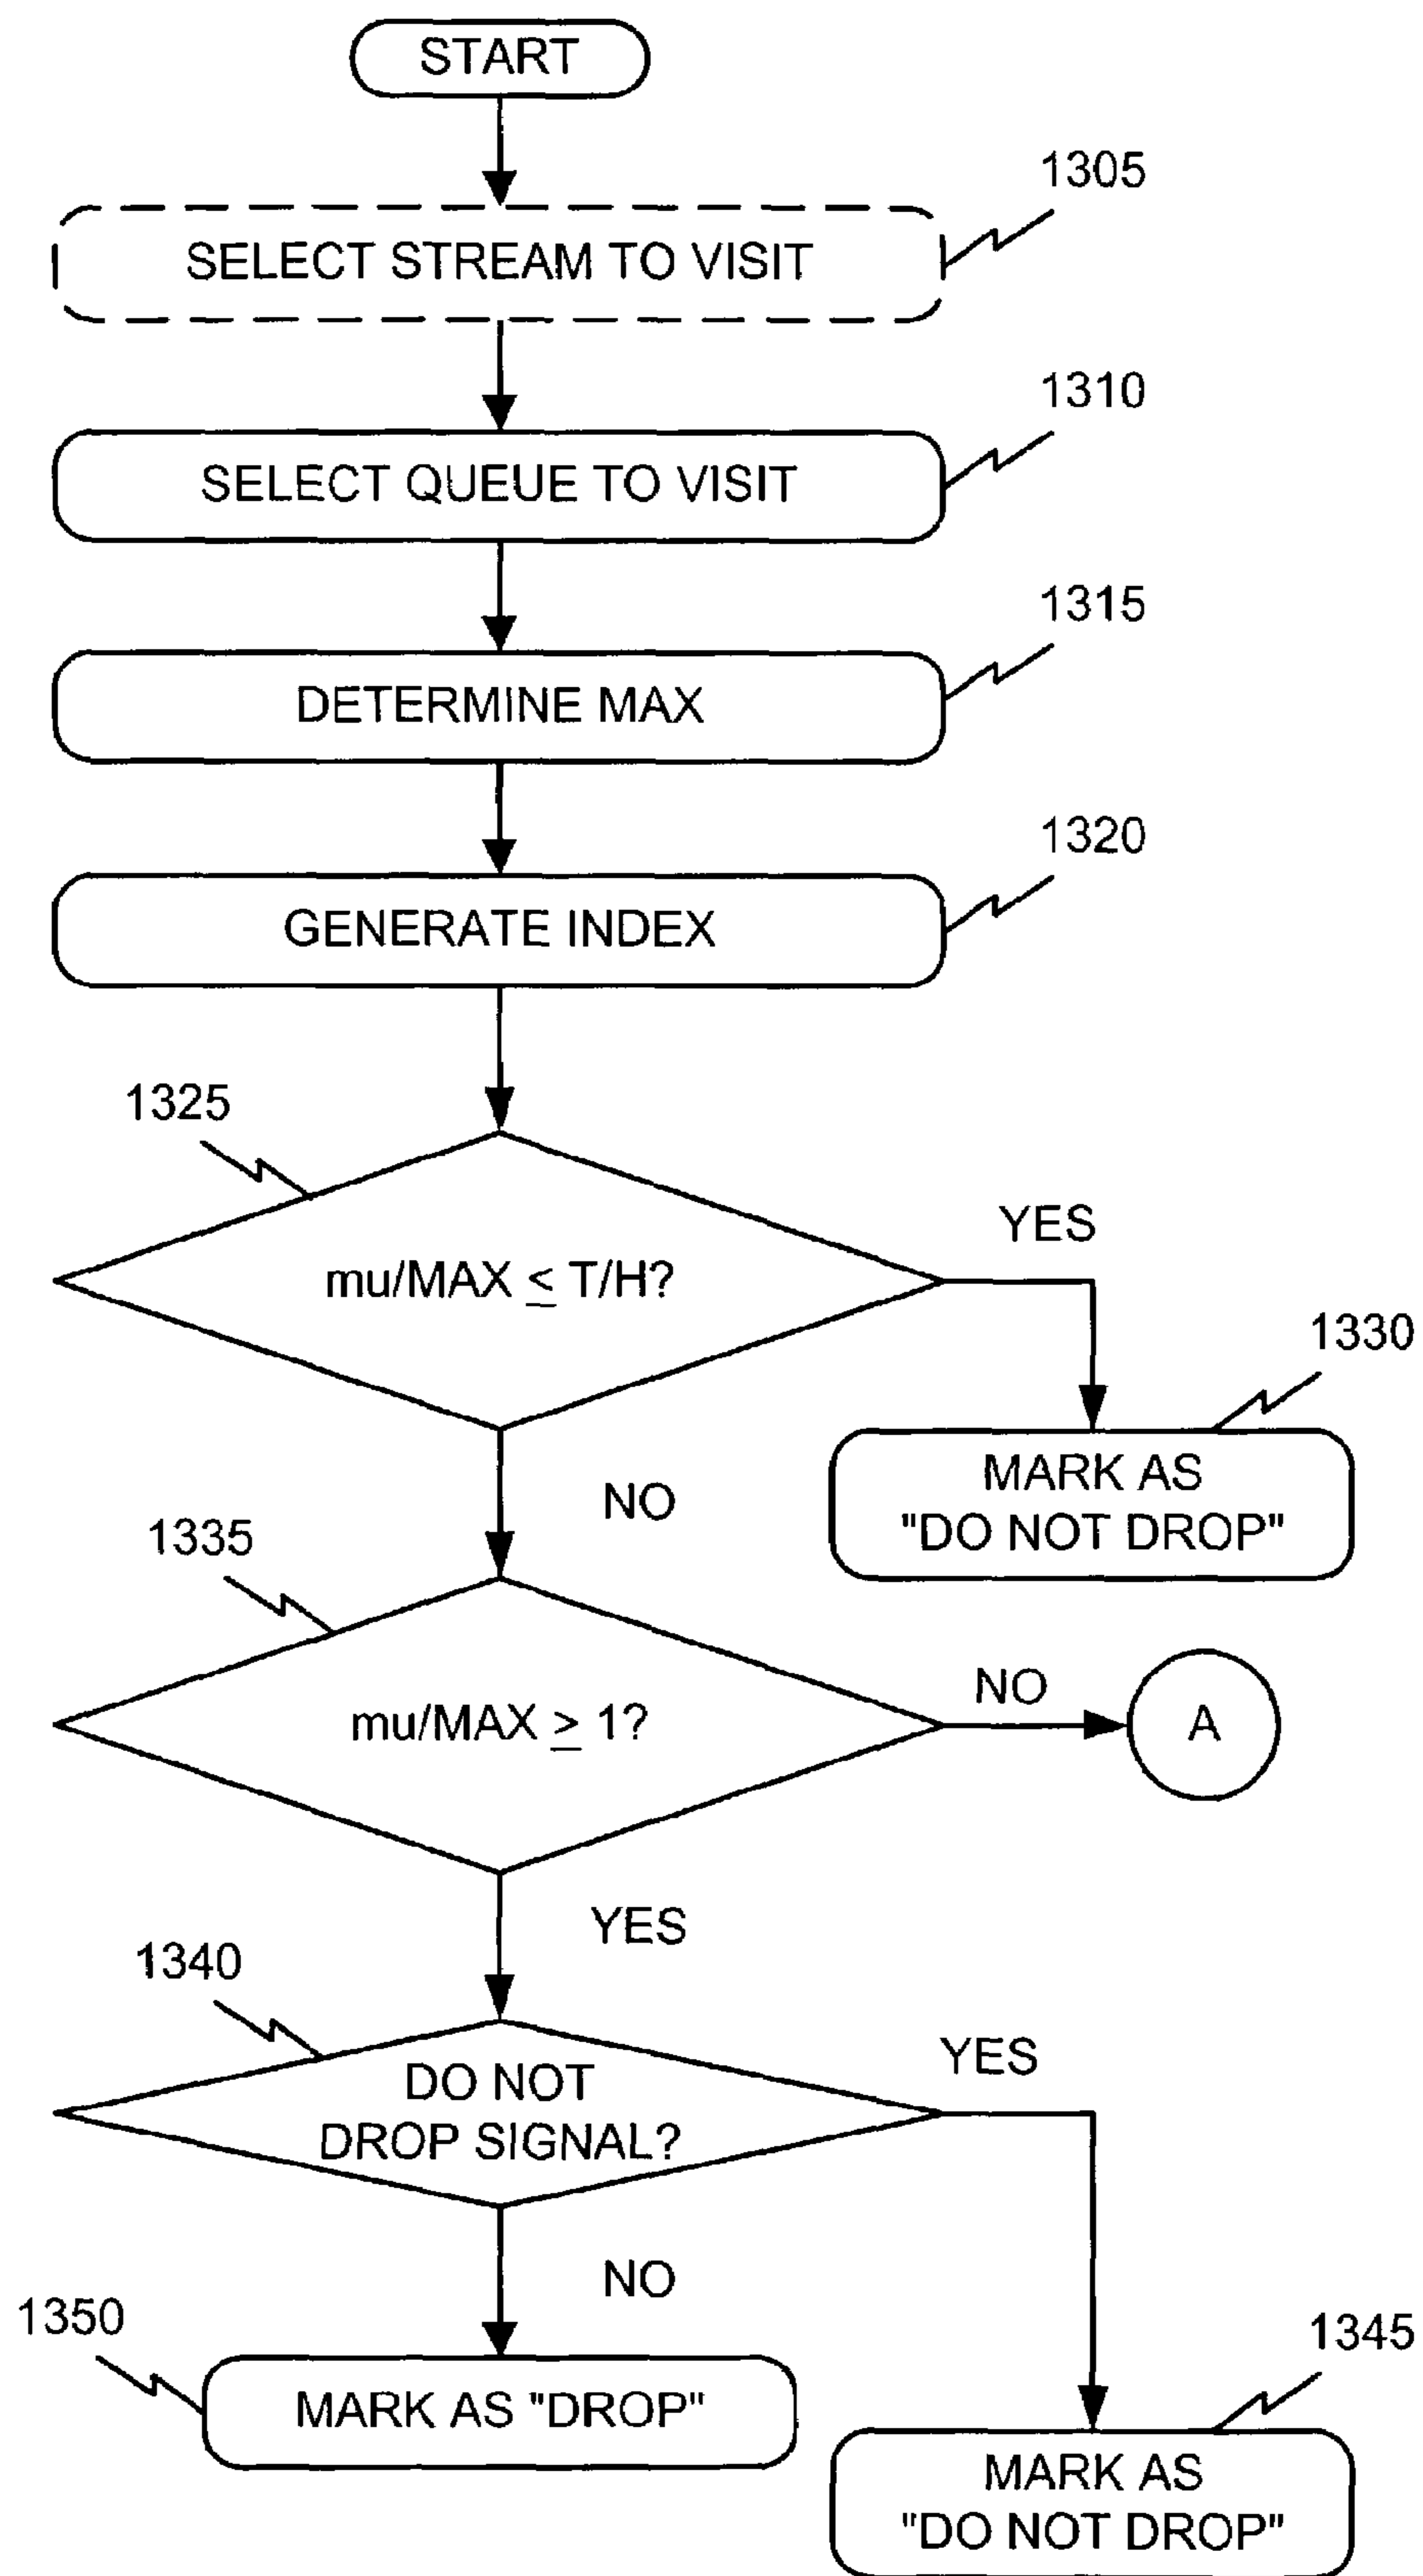 START
1305
SELECT STREAM TO VISIT
1310
SELECT QUEUE TO VISIT
1315
DETERMINE MAX
1320
GENERATE INDEX
1325
mu/MAX ≤ T/H?
YES
1330
MARK AS
"DO NOT DROP"
NO
1335
mu/MAX ≥ 1?
NO
A
YES
1340
DO NOT
DROP SIGNAL?
YES
NO
1350
MARK AS "DROP"
1345
MARK AS
"DO NOT DROP"